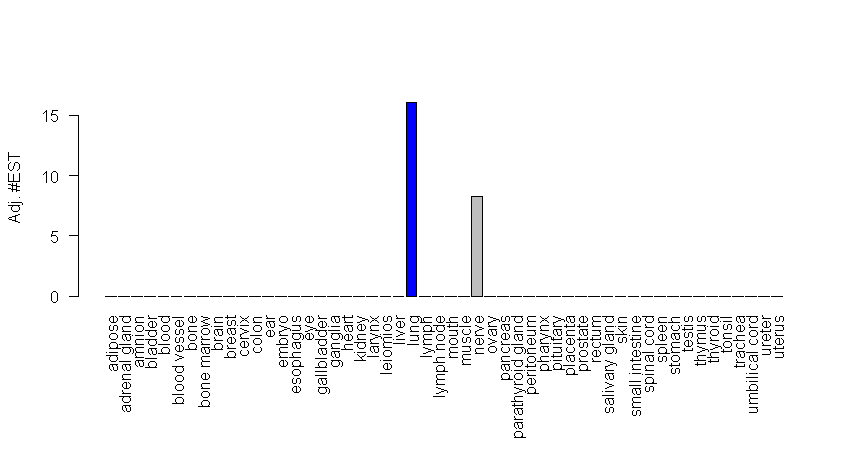 Adj. #EST
15
10
5
0
adipose
adrenal gland
amnion
bladder
blood
blood vessel
bone
bone marrow
brain
breast
cervix
colon
ear
embryo
esophagus
eye
gallbladder
ganglia
heart
kidney
larynx
leiomios
liver
lung
lymph
lymph node
mouth
muscle
nerve
ovary
pancreas
parathyroid gland
peritoneum
pharynx
pituitary
placenta
prostate
rectum
salivary gland
skin
small intestine
spinal cord
spleen
stomach
testis
thymus
thyroid
tonsil
trachea
umbilical cord
ureter
uterus